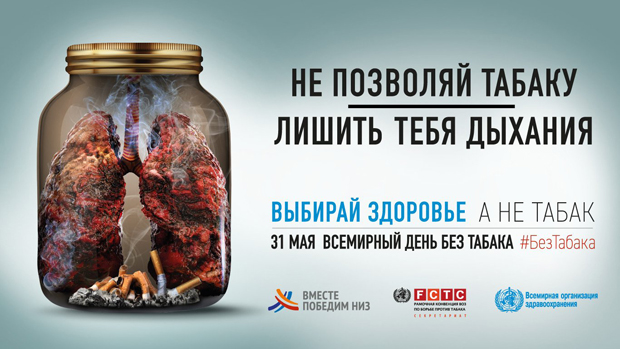 НЕ ПОЗВОЛЯЙ ТАБАКУ
ЛИШИТЬ ТЕБЯ ДЫХАНИЯ
ВЫБИРАЙ ЗДОРОВЬЕ А НЕ ТАБАК
31 МАЯ ВСЕМИРНЫЙ ДЕНЬ БЕЗ ТАБАКА #БезТабака
ВМЕСТЕ
ПОБЕДИМ НИЗ
FCTC
РАМОЧНАЯ КОНВЕНЦИЯ ВОЗ
ПО БОРЬБЕ ПРОТИВ ТАБАКА
СЕКРЕТАРИАТ
Всемирная организация
здравоохранения